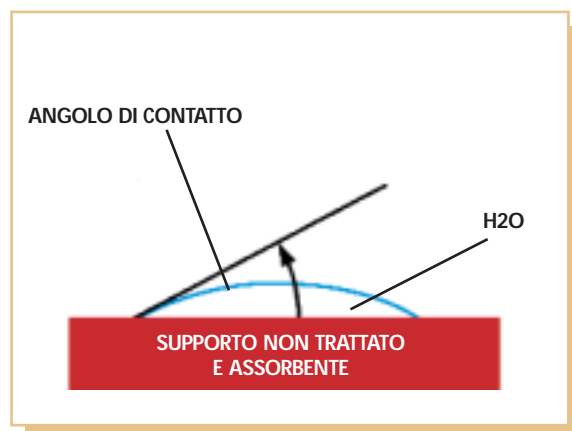 ANGOLO DI CONTATTO
H2O
SUPPORTO NON TRATTATO
E ASSORBENTE